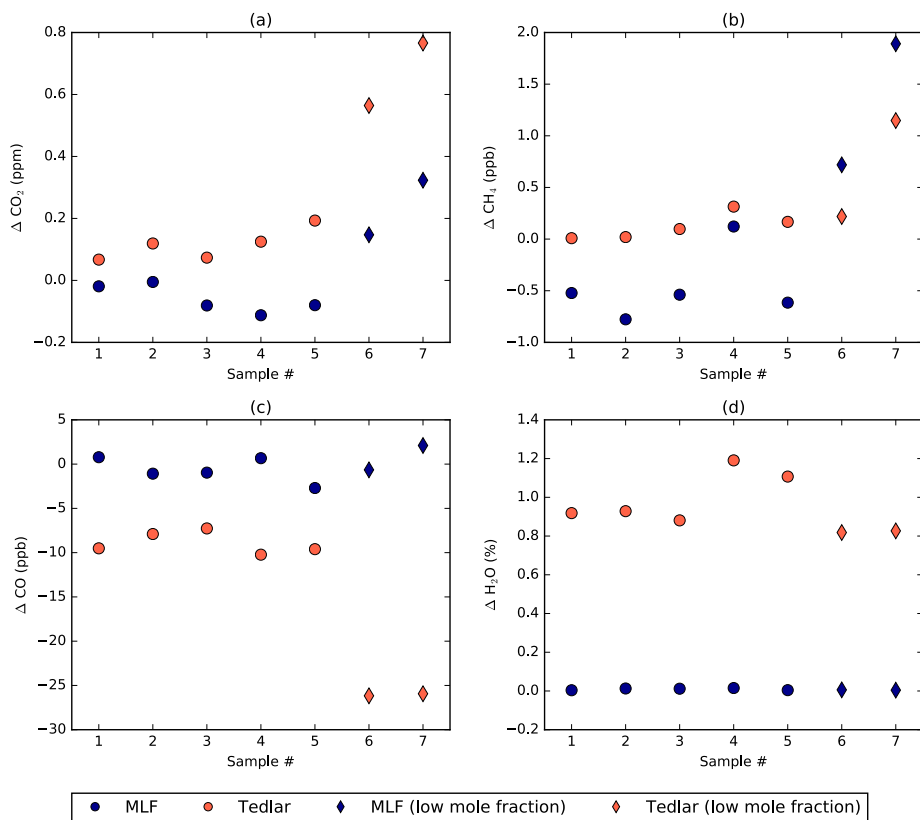 (a)
0.8
0.6
0.4
0.2
0.0
−0.2
Δ CO₂ (ppm)
1 2 3 4 5 6 7
Sample #
(b)
2.0
1.5
1.0
0.5
0.0
−0.5
−1.0
Δ CH₄ (ppb)
1 2 3 4 5 6 7
Sample #
(c)
5
0
−5
−10
−15
−20
−25
−30
Δ CO (ppb)
1 2 3 4 5 6 7
Sample #
(d)
1.4
1.2
1.0
0.8
0.6
0.4
0.2
0.0
−0.2
Δ H₂O (%)
1 2 3 4 5 6 7
Sample #
MLF Tedlar MLF (low mole fraction) Tedlar (low mole fraction)